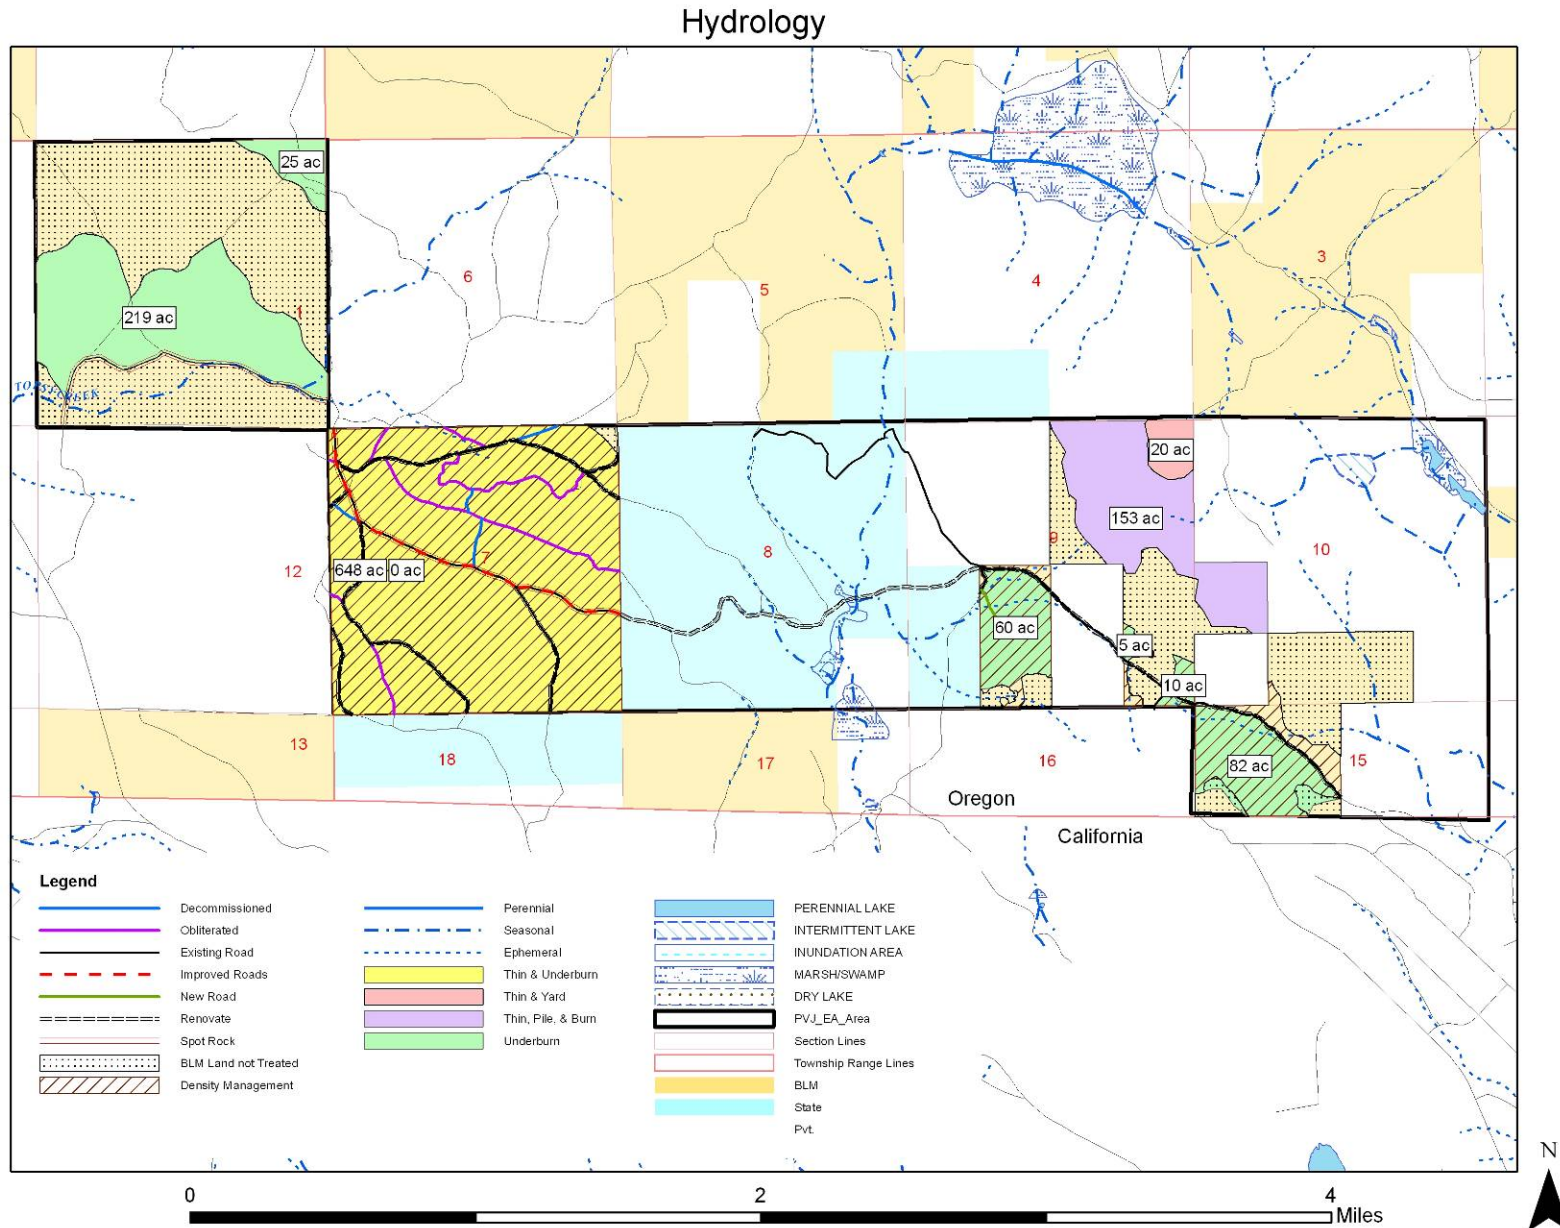 Hydrology
25 ac
219 ac
1
6
5
4
3
TOPSY CREEK
20 ac
153 ac
12
648 ac
0 ac
7
8
9
10
60 ac
5 ac
10 ac
13
18
17
16
82 ac
15
Oregon
California
Legend
Decommissioned
Obliterated
Existing Road
Improved Roads
New Road
Renovate
Spot Rock
BLM Land not Treated
Density Management
Perennial
Seasonal
Ephemeral
Thin & Underburn
Thin & Yard
Thin, Pile, & Burn
Underburn
PERENNIAL LAKE
INTERMITTENT LAKE
INUNDATION AREA
MARSH/SWAMP
DRY LAKE
PVJ_EA_Area
Section Lines
Township Range Lines
BLM
State
Pvt.
N
0 2 4
Miles